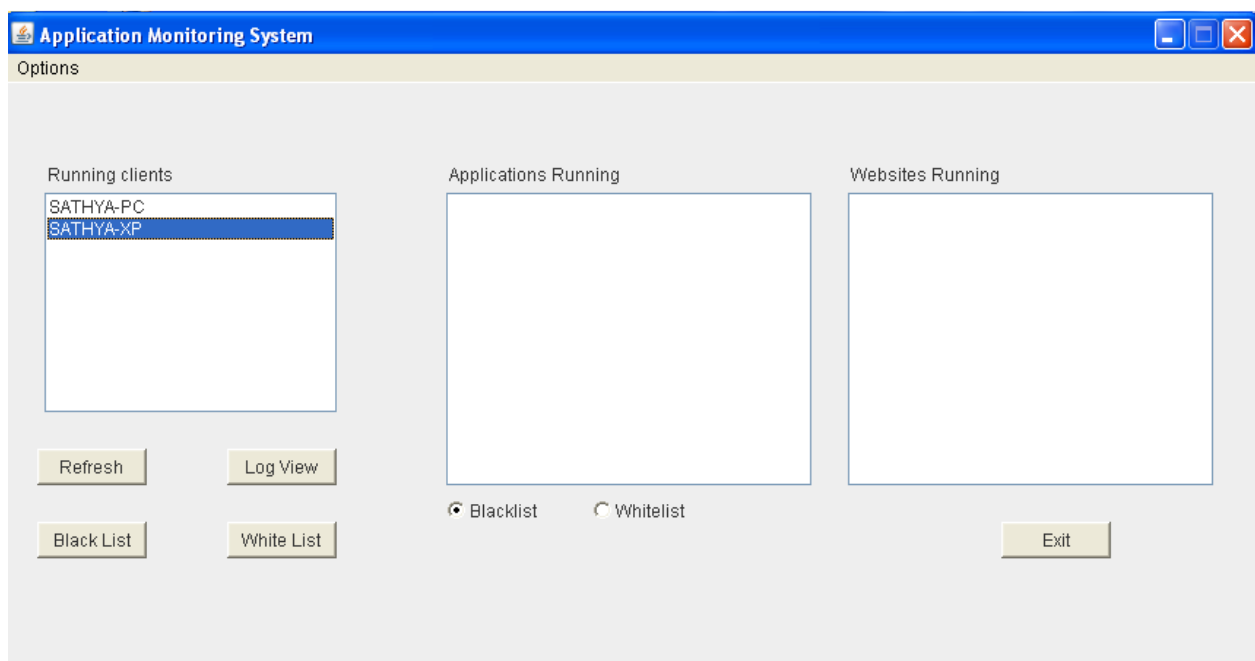 Application Monitoring System
Options
Running clients
Applications Running
Websites Running
SATHYA-PC
SATHYA-XP
Refresh
Log View
Blacklist
Whitelist
Black List
White List
Exit